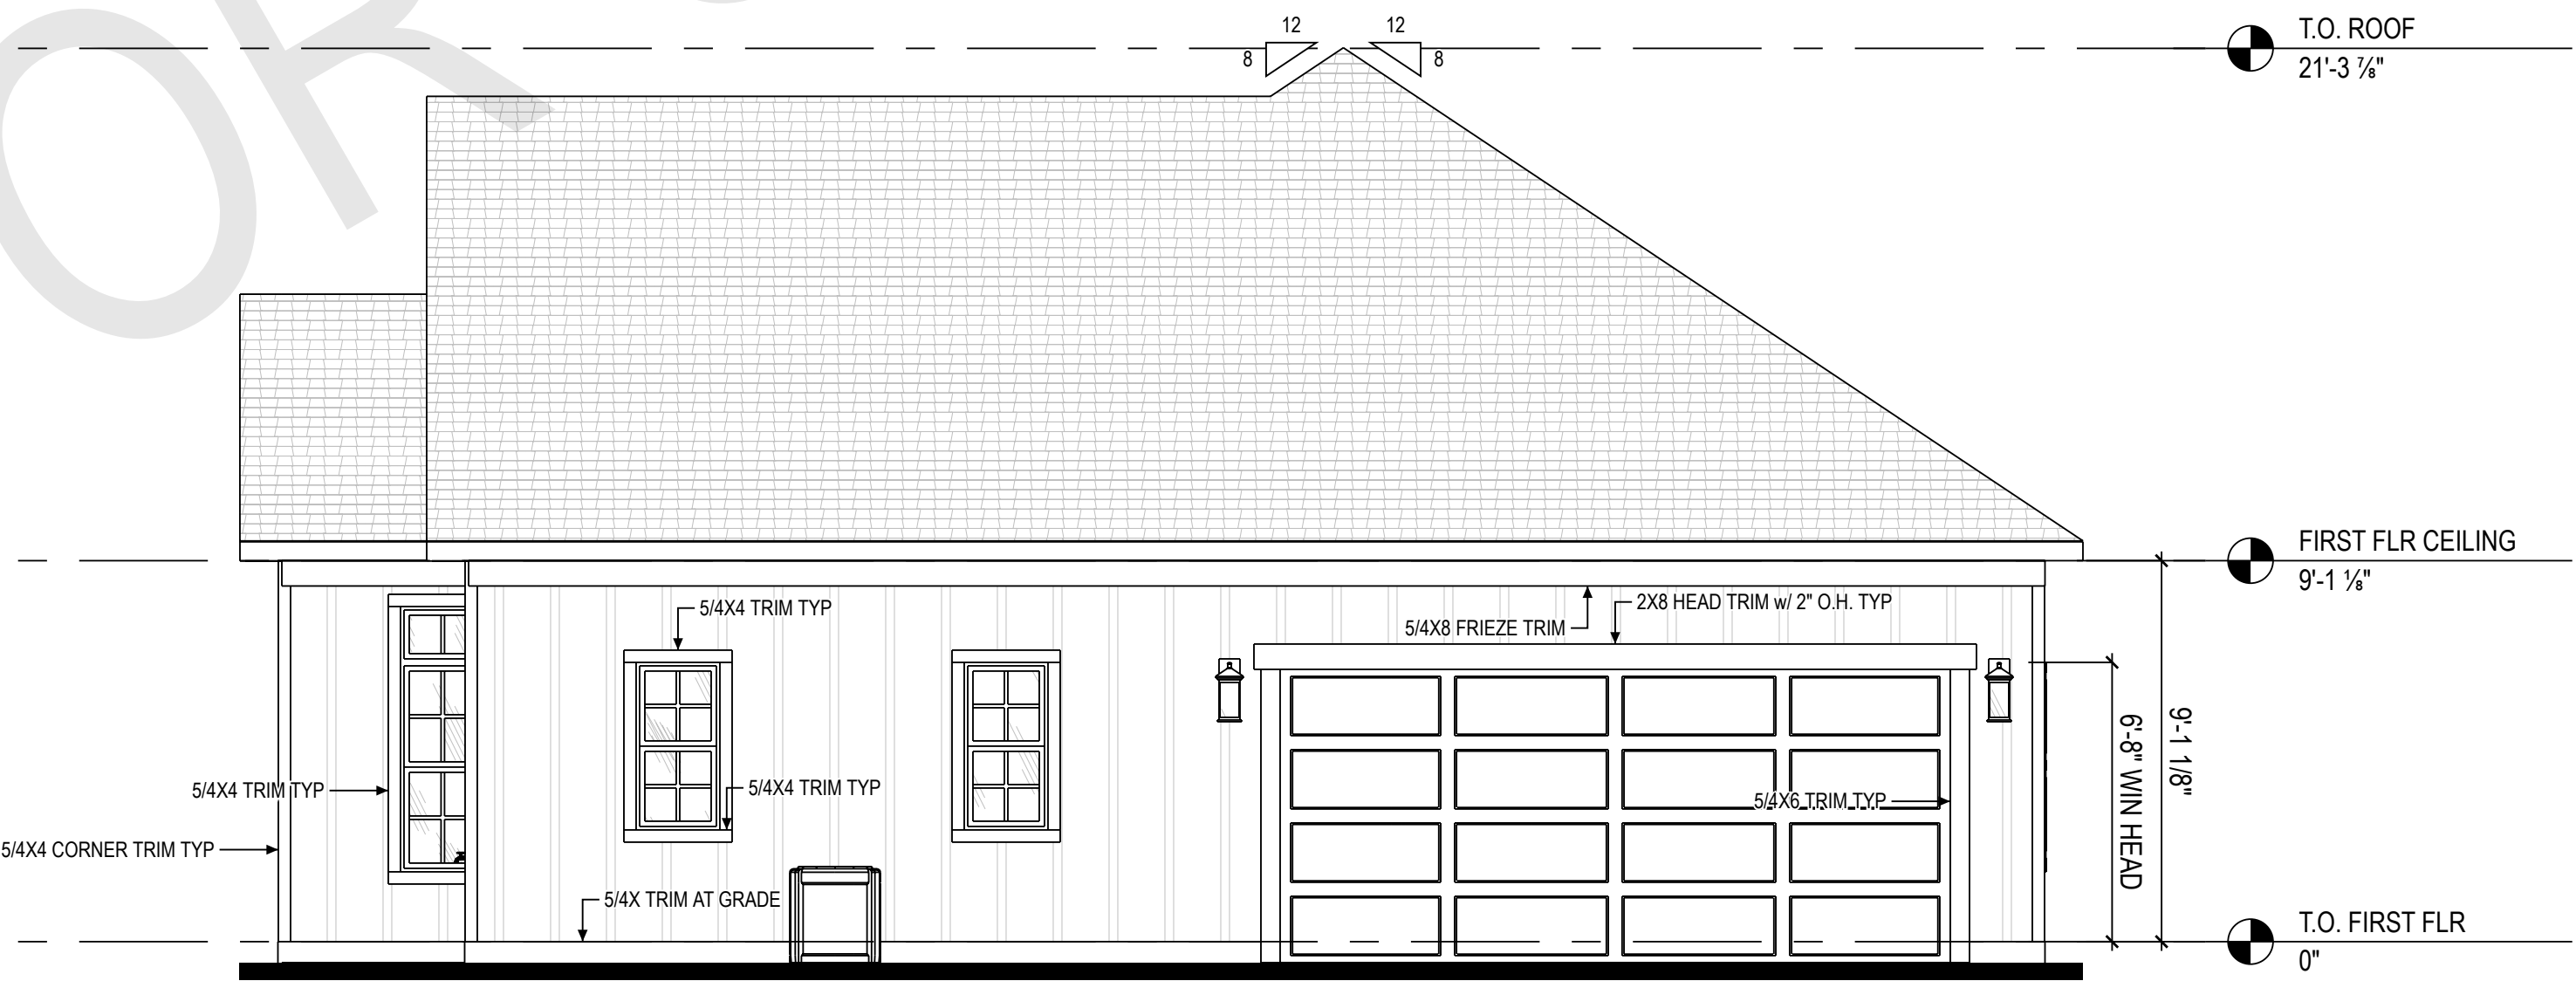 OR
12
12
8
8
T.O. ROOF
21'-3 ⅞"
FIRST FLR CEILING
9'-1 ⅛"
5/4X4 TRIM TYP
2X8 HEAD TRIM w/ 2" O.H. TYP
5/4X8 FRIEZE TRIM
5/4X4 TRIM TYP
5/4X4 TRIM TYP
5/4X6 TRIM TYP
6'-8" WIN HEAD
9'-1 1/8"
5/4X4 CORNER TRIM TYP
5/4X TRIM AT GRADE
T.O. FIRST FLR
0"